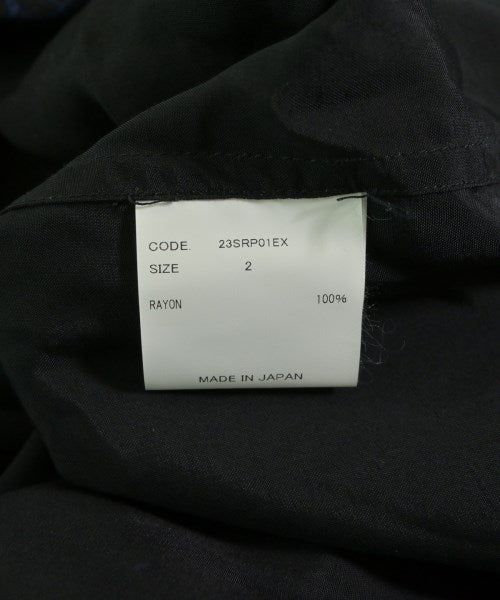 CODE. 23SRP01EX
SIZE 2
RAYON 100%
MADE IN JAPAN